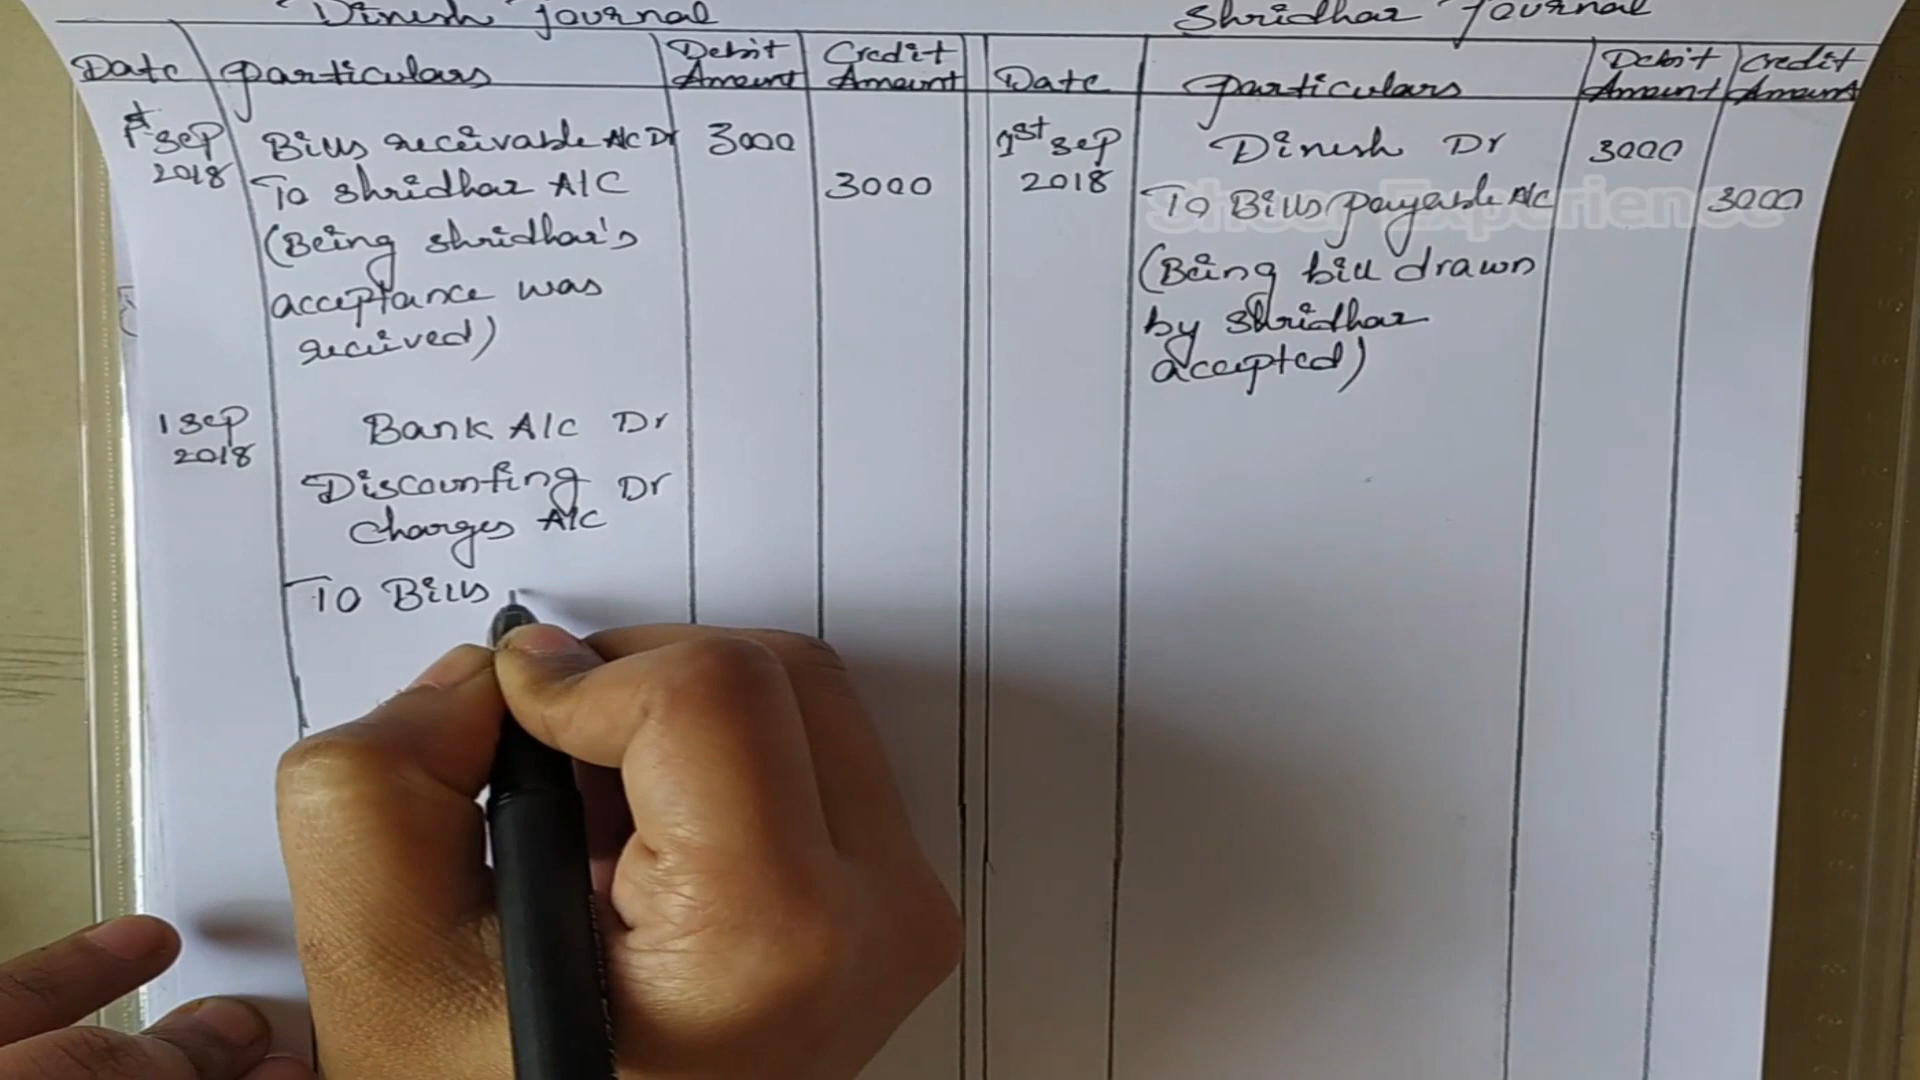 Dinesh Journal
Date Particulars Debit Amount Credit Amount
1st Sep 2018 Bills receivable A/C Dr 3000
To Shridhar A/C 3000
(Being Shridhar's
acceptance was
received)
1 Sep 2018 Bank A/C Dr
Discounting Dr
Charges A/C
To Bills
Shridhar Journal
Date Particulars Debit Amount Credit Amount
1st Sep 2018 Dinesh Dr 3000
To Bills payable A/C 3000
(Being bill drawn
by Shridhar
accepted)